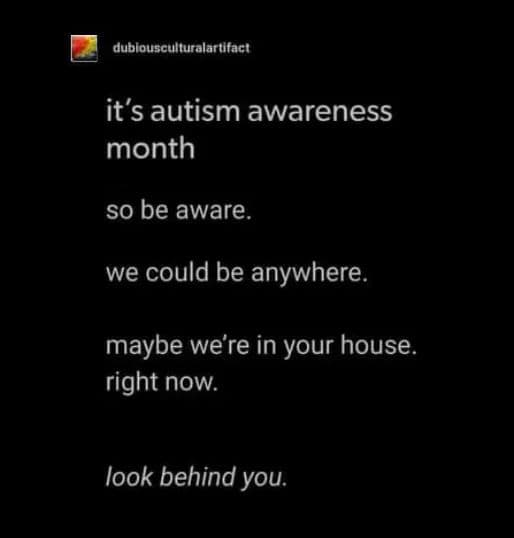 dubiousculturalartifact
it's autism awareness
month
so be aware.
we could be anywhere.
maybe we're in your house.
right now.
look behind you.